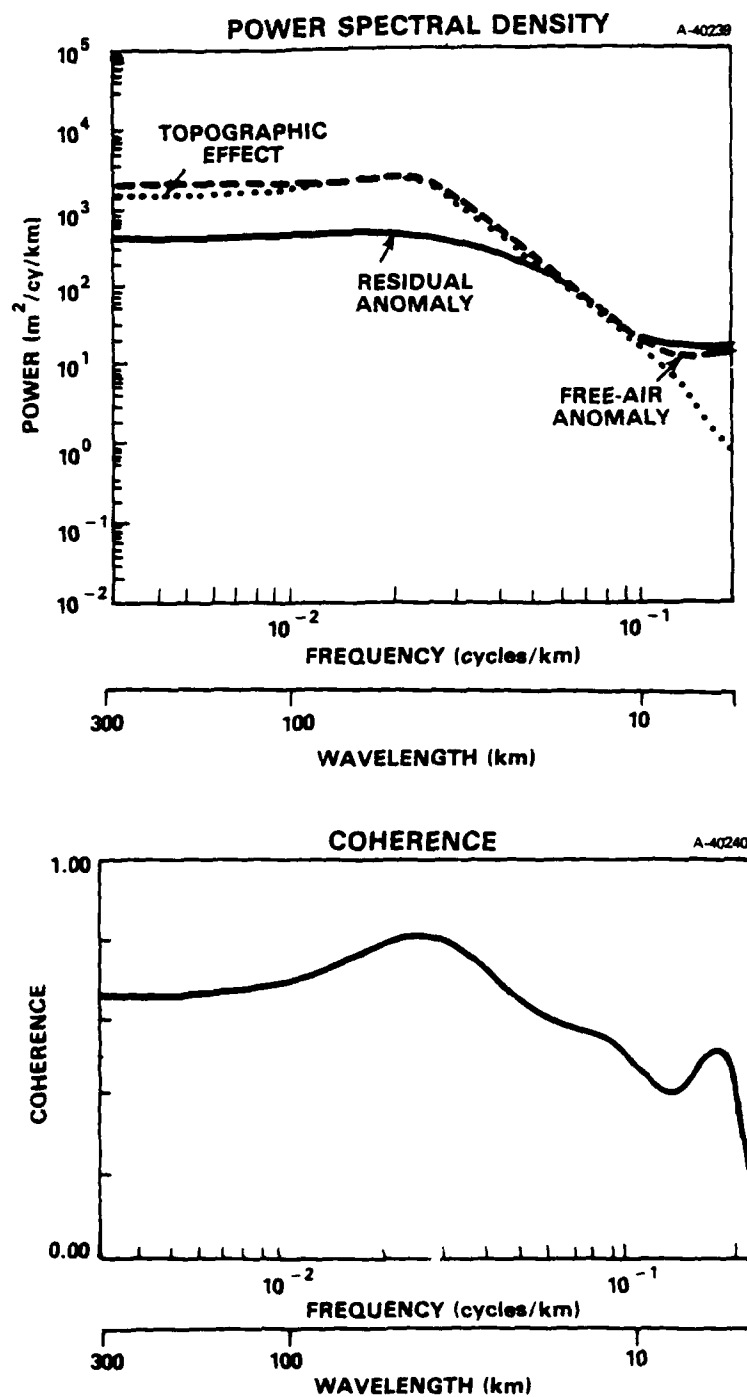 POWER SPECTRAL DENSITY
A-40239
10^5
10^4
10^3
10^2
10^1
10^0
10^-1
10^-2
POWER (m^2/cy/km)
TOPOGRAPHIC
EFFECT
RESIDUAL
ANOMALY
FREE-AIR
ANOMALY
10^-2
10^-1
FREQUENCY (cycles/km)
300
100
10
WAVELENGTH (km)
COHERENCE
A-40240
1.00
COHERENCE
0.00
10^-2
10^-1
FREQUENCY (cycles/km)
300
100
10
WAVELENGTH (km)